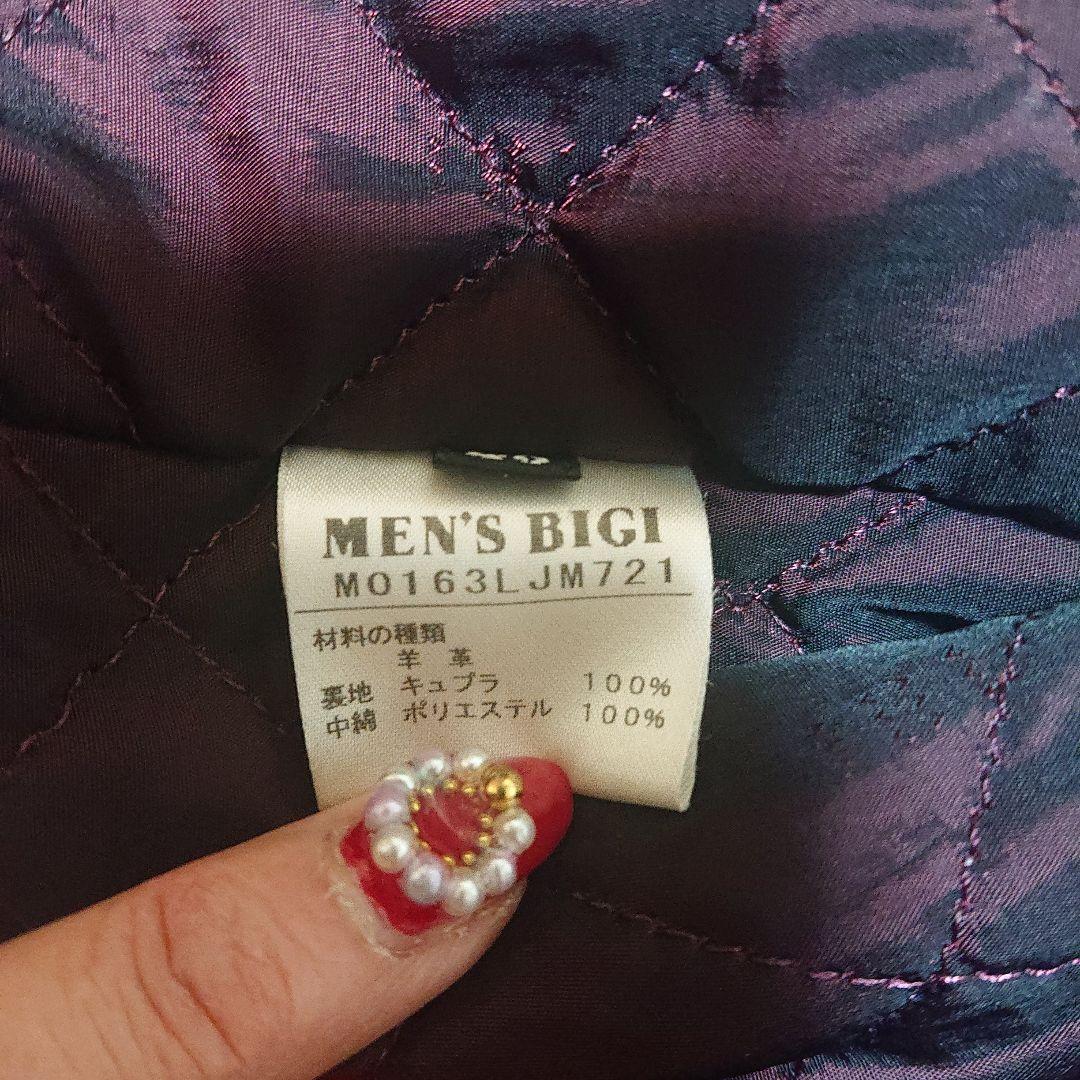 MEN'S BIGI
M0163LJM721
材料の種類
羊 革
裏地 キュプラ 100%
中綿 ポリエステル 100%